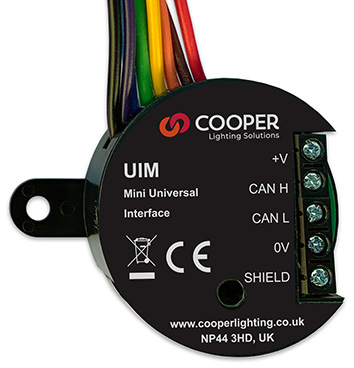 COOPER
Lighting Solutions
UIM
Mini Universal
Interface
+V
CAN H
CAN L
0V
SHIELD
CE
www.cooperlighting.co.uk
NP44 3HD, UK